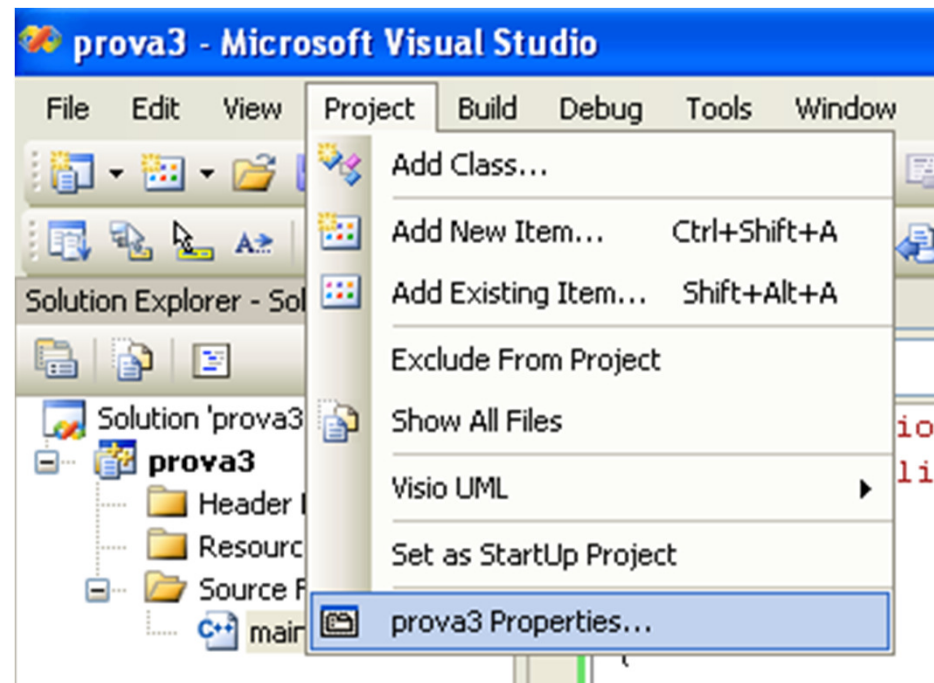 prova3 - Microsoft Visual Studio
File Edit View Project Build Debug Tools Window
Add Class...
Add New Item... Ctrl+Shift+A
Solution Explorer - Sol
Add Existing Item... Shift+Alt+A
Exclude From Project
Solution 'prova3
Show All Files
io
prova3
li
Header
Visio UML
Resourc
Set as StartUp Project
Source F
prova3 Properties...
main
{